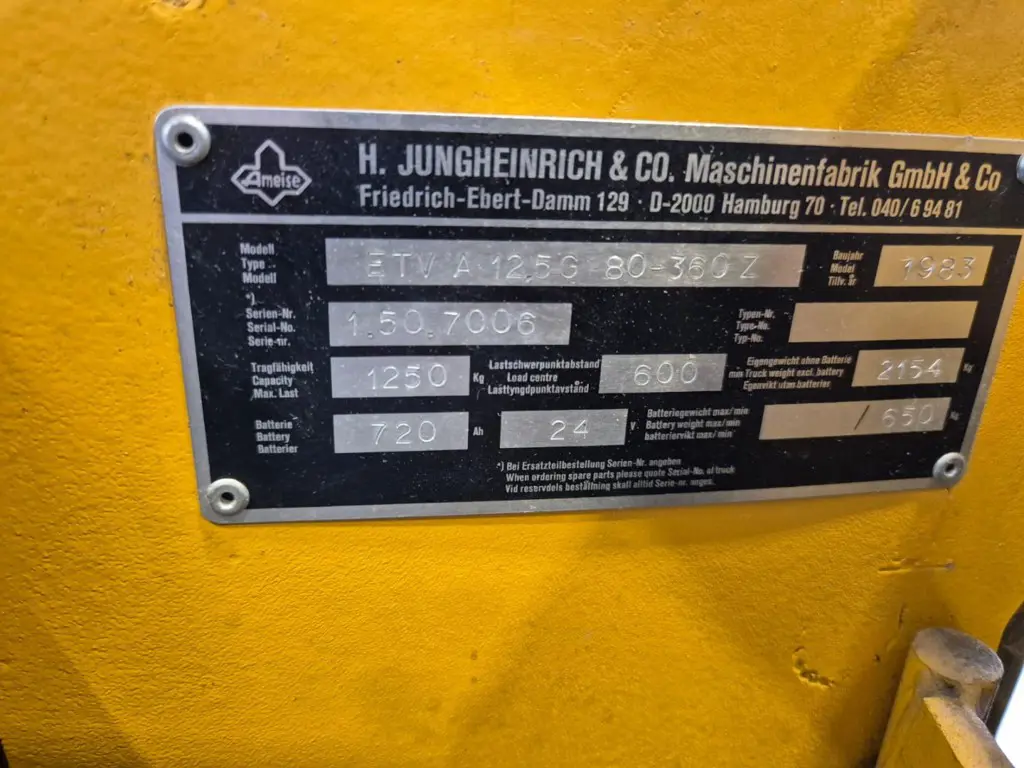 Ameise
H. JUNGHEINRICH & CO. Maschinenfabrik GmbH & Co
Friedrich-Ebert-Damm 129 · D-2000 Hamburg 70 · Tel. 040/6 94 81
Modell
Type
Modell
ETV A 12,5G 80-360 Z
Baujahr
Model
Tillv. år
1983
*)
Serien-Nr.
Serial-No.
Serie-nr.
1.50.7006
Typen-Nr.
Type-No.
Typ-No.
Tragfähigkeit
Capacity
Max. Last
1250 Kg
Lastschwerpunktabstand
Load centre
Lasttyngdpunktavstånd
600 mm
Eigengewicht ohne Batterie
Truck weight excl. battery
Egenvikt utan batterier
2154 Kg
Batterie
Battery
Batterier
720 Ah
24 V.
Batteriegewicht max/min
Battery weight max/min
batterivikt max/min
/ 650 Kg
*) Bei Ersatzteilbestellung Serien-Nr. angeben
When ordering spare parts please quote Serial-No. of truck
Vid reservdels beställning skall alltid Serie-nr. anges.